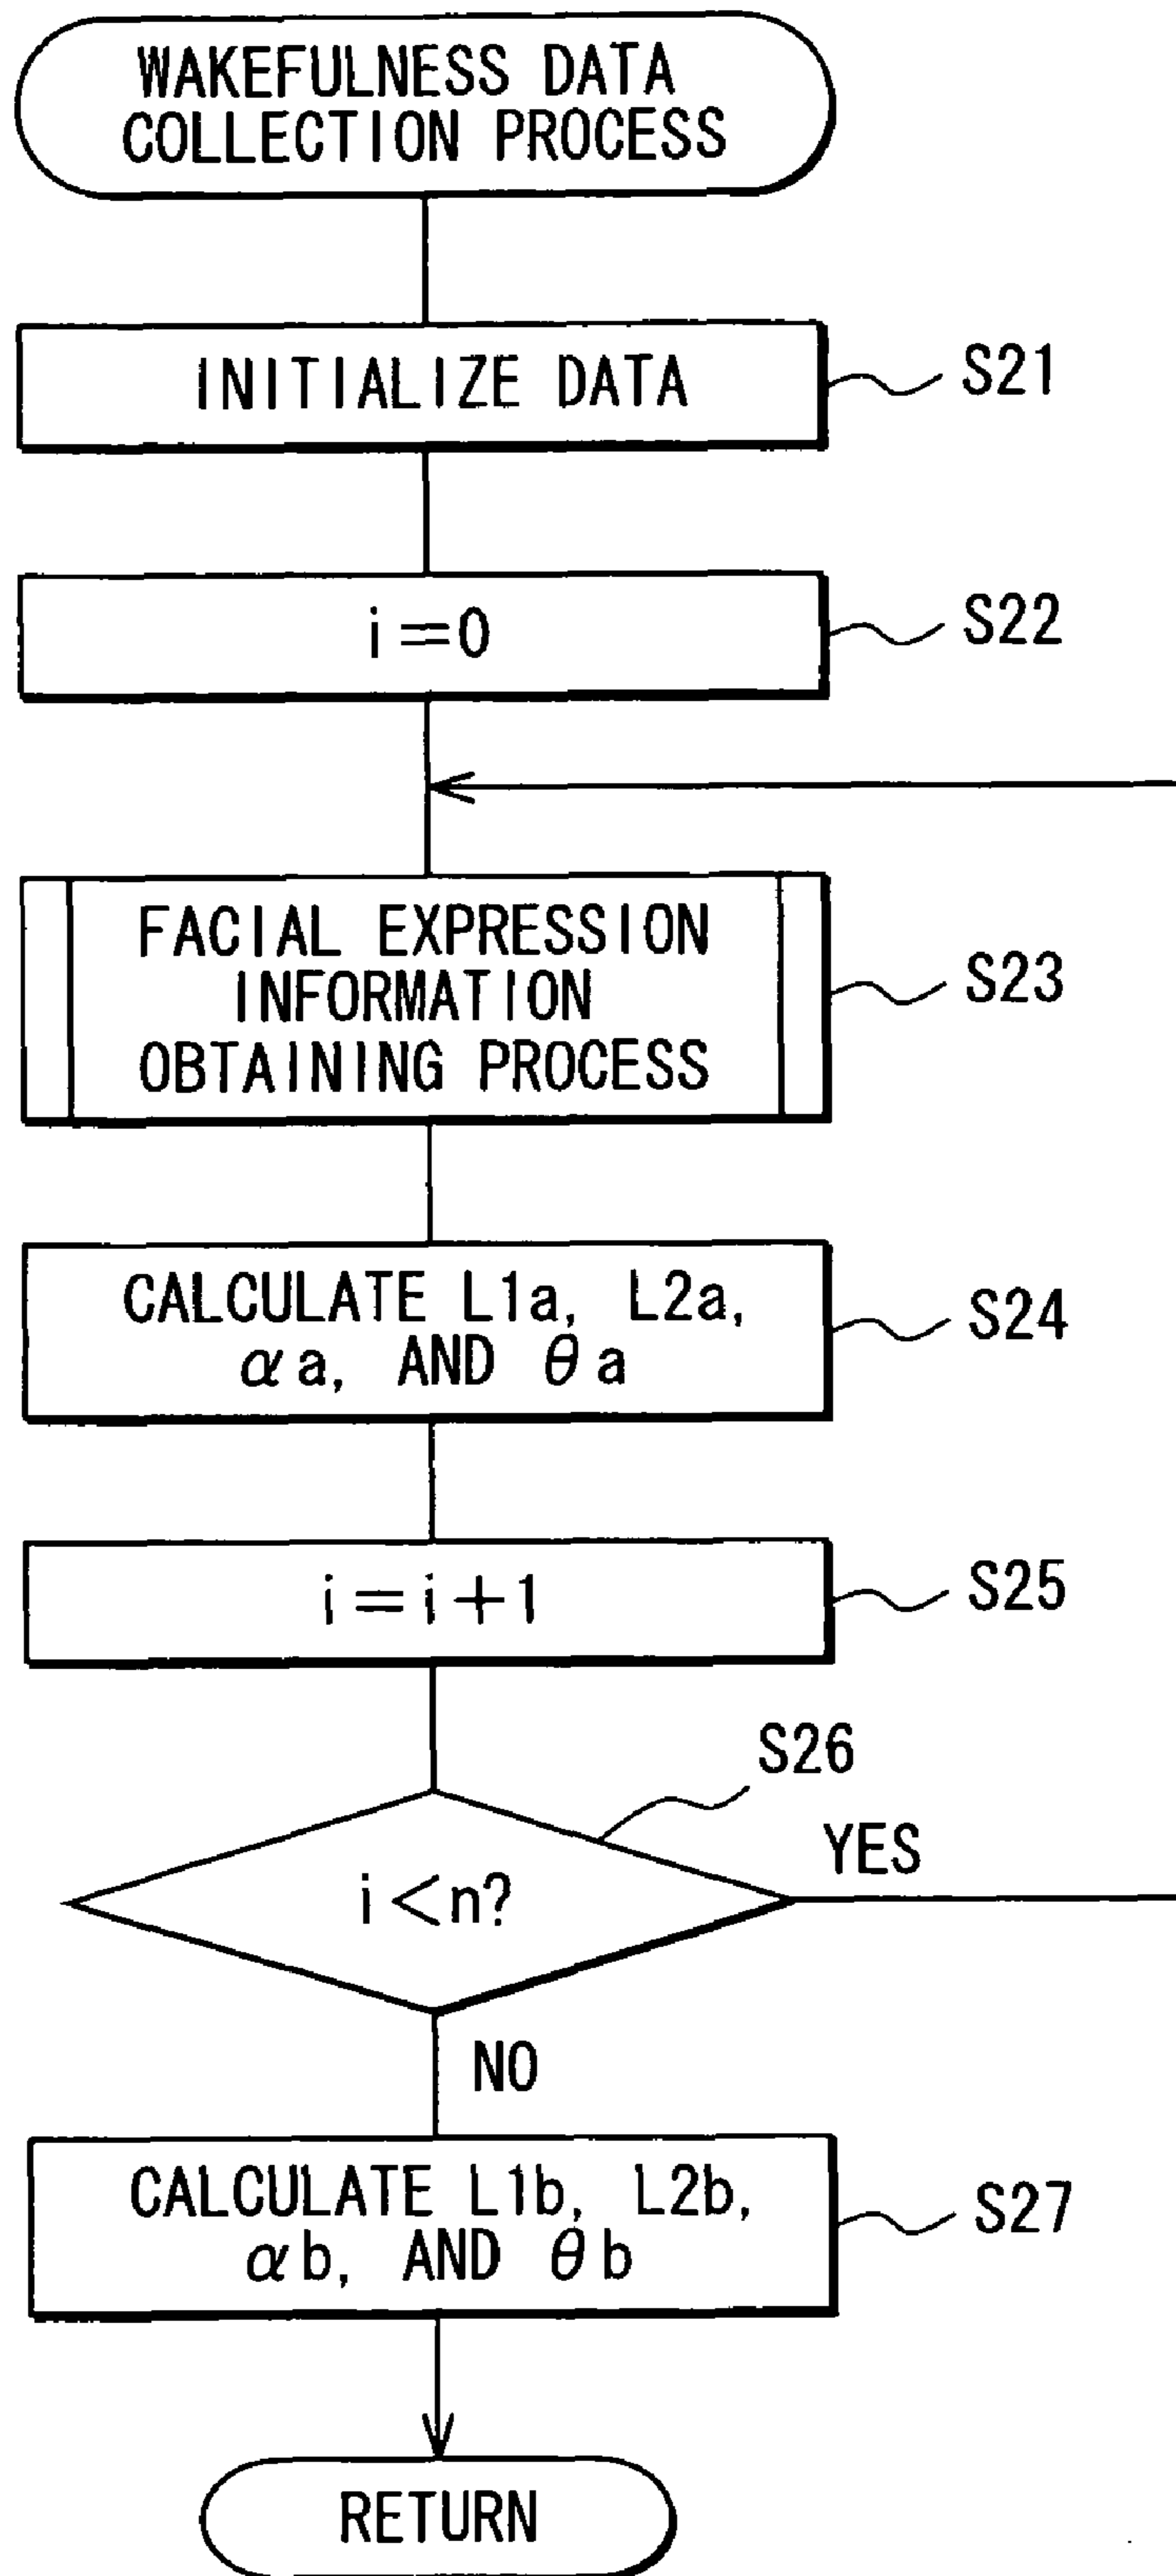 WAKEFULNESS DATA
COLLECTION PROCESS
INITIALIZE DATA
S21
i=0
S22
FACIAL EXPRESSION
INFORMATION
OBTAINING PROCESS
S23
CALCULATE L1a, L2a,
αa, AND θa
S24
i=i+1
S25
S26
i<n?
YES
NO
CALCULATE L1b, L2b,
αb, AND θb
S27
RETURN